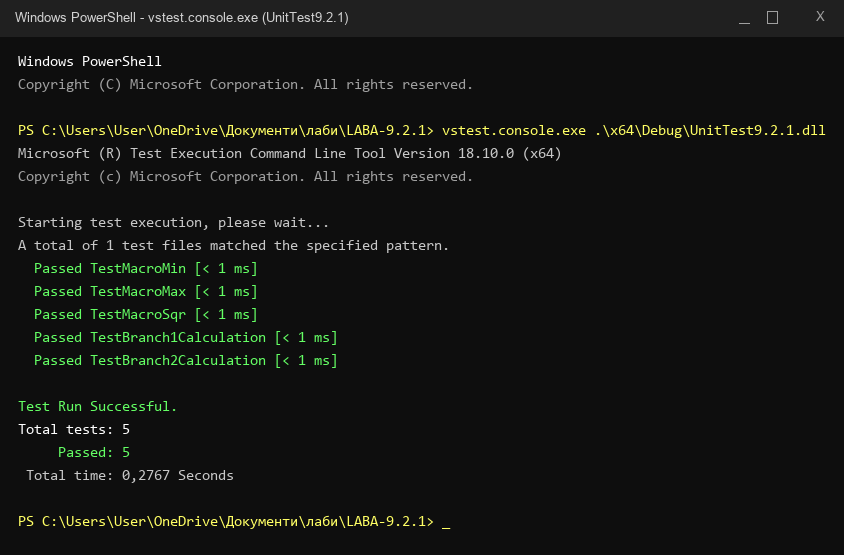 Windows PowerShell - vstest.console.exe (UnitTest9.2.1)
Windows PowerShell
Copyright (C) Microsoft Corporation. All rights reserved.
PS C:\Users\User\OneDrive\Документи\лаби\LABA-9.2.1> vstest.console.exe .\x64\Debug\UnitTest9.2.1.dll
Microsoft (R) Test Execution Command Line Tool Version 18.10.0 (x64)
Copyright (c) Microsoft Corporation. All rights reserved.
Starting test execution, please wait...
A total of 1 test files matched the specified pattern.
Passed TestMacroMin [< 1 ms]
Passed TestMacroMax [< 1 ms]
Passed TestMacroSqr [< 1 ms]
Passed TestBranch1Calculation [< 1 ms]
Passed TestBranch2Calculation [< 1 ms]
Test Run Successful.
Total tests: 5
Passed: 5
Total time: 0,2767 Seconds
PS C:\Users\User\OneDrive\Документи\лаби\LABA-9.2.1> _